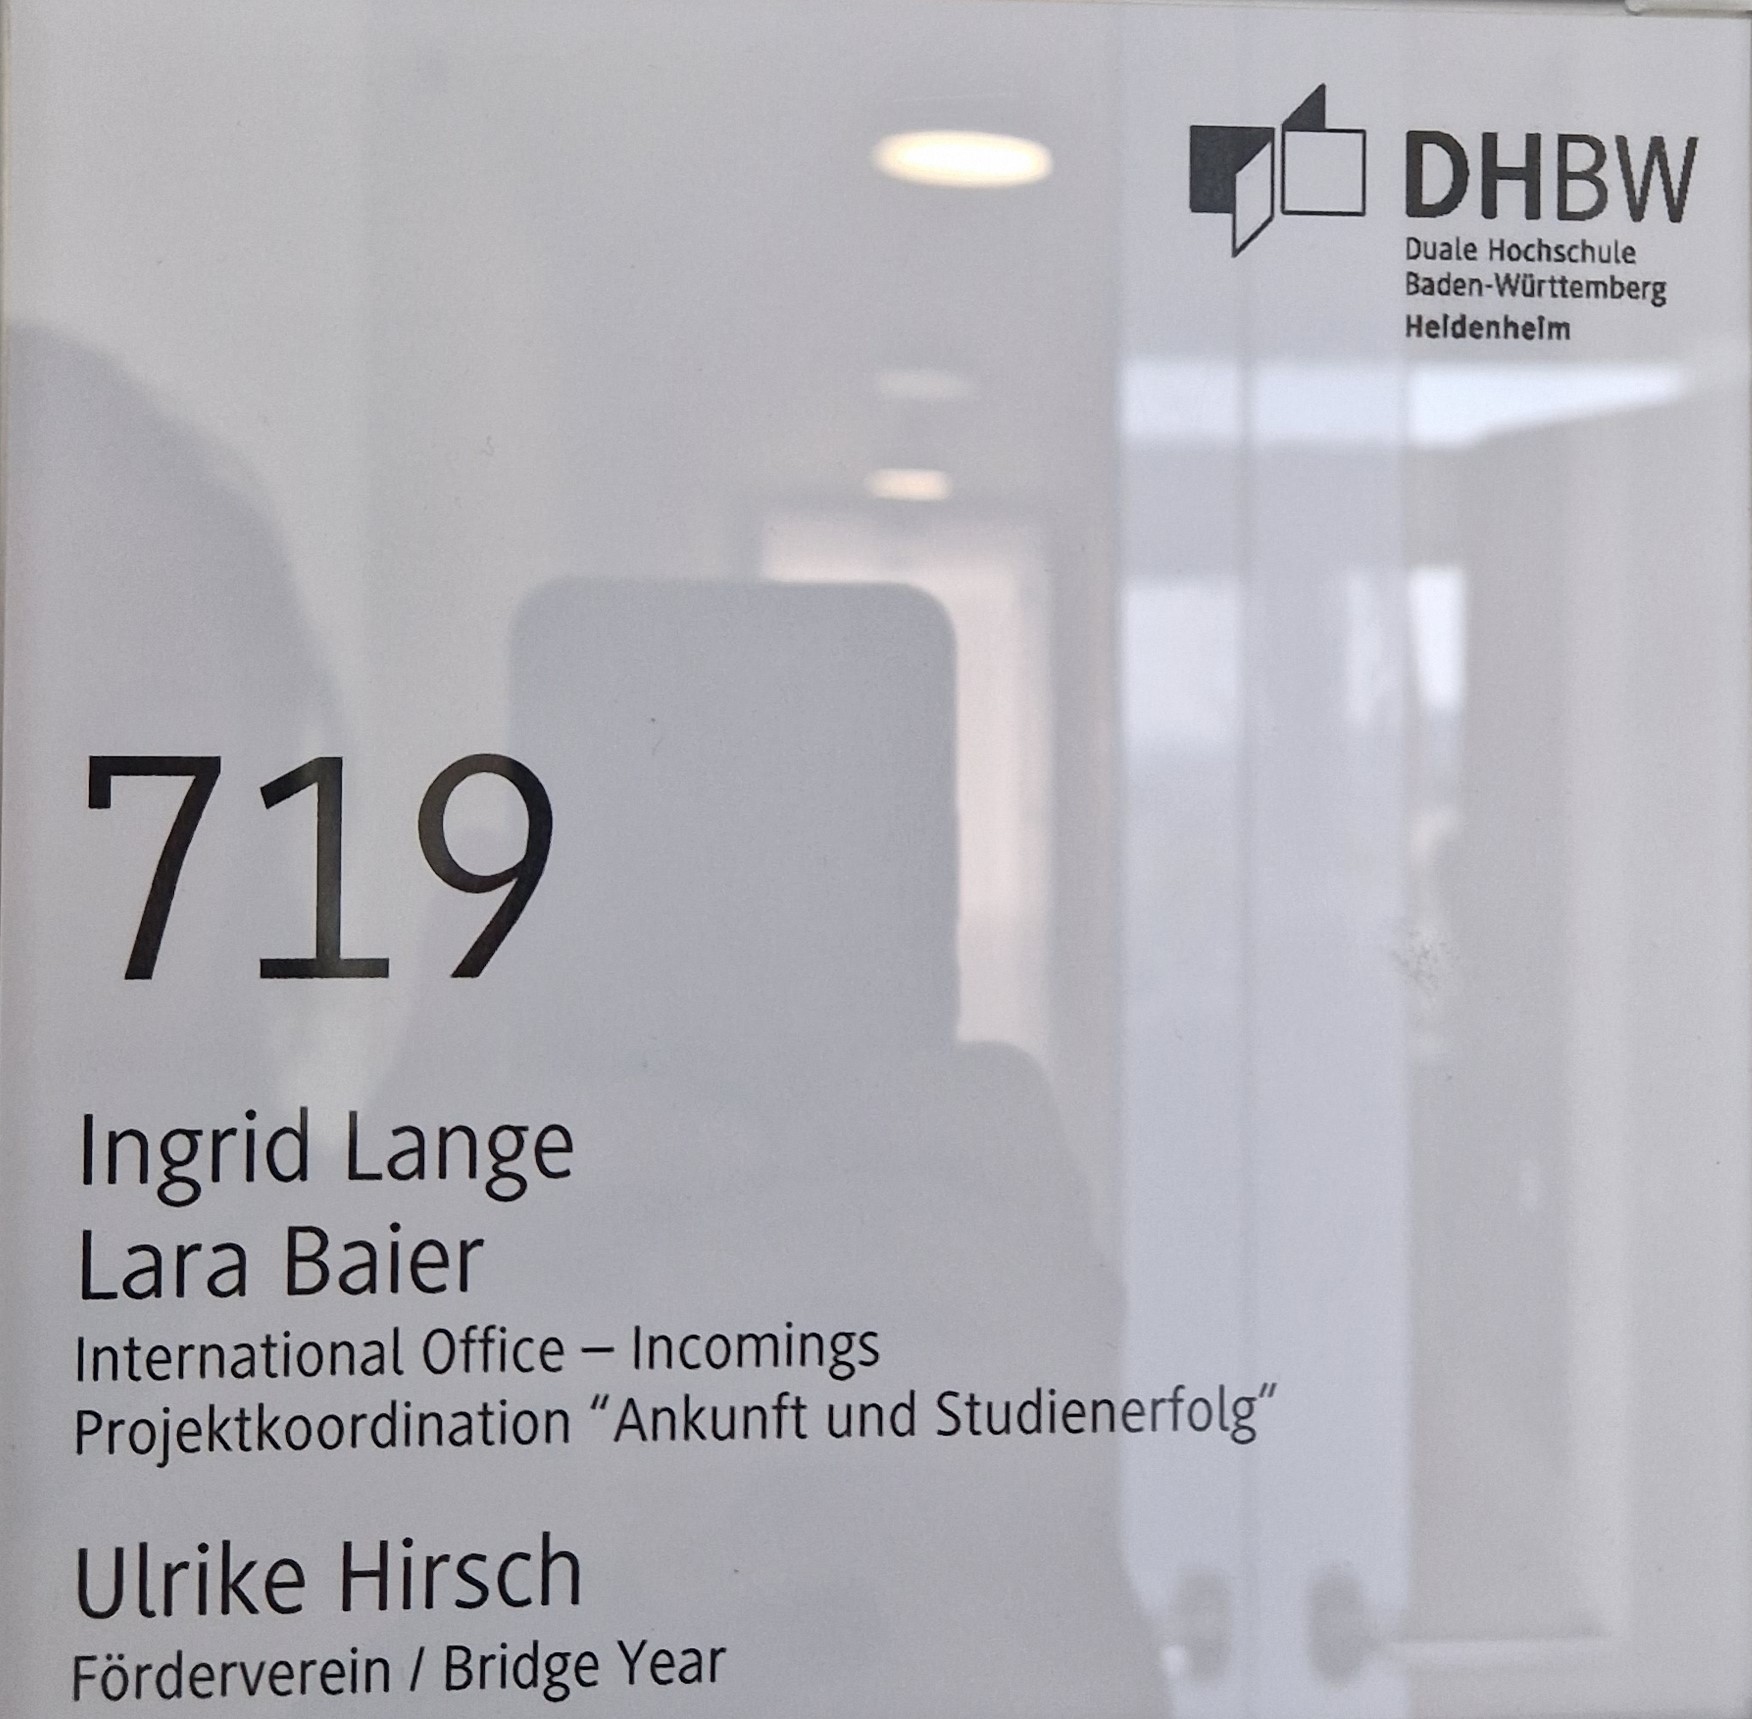 DHBW
Duale Hochschule
Baden-Württemberg
Heidenheim
719
Ingrid Lange
Lara Baier
International Office – Incomings
Projektkoordination “Ankunft und Studienerfolg”
Ulrike Hirsch
Förderverein / Bridge Year